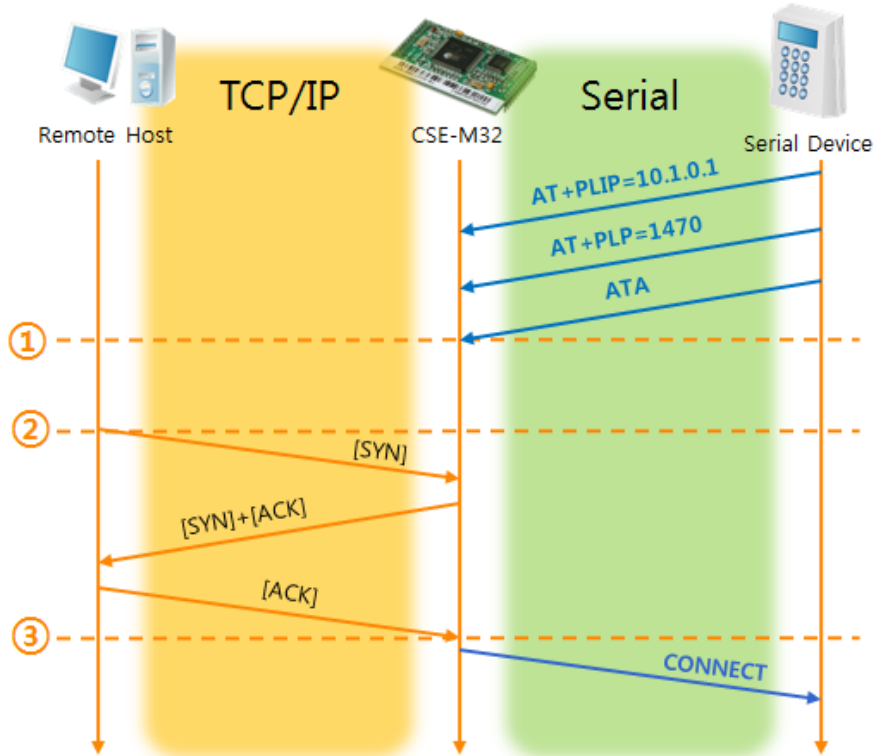 TCP/IP
Serial
Remote Host
CSE-M32
Serial Device
AT+PLIP=10.1.0.1
AT+PLP=1470
ATA
①
②
[SYN]
[SYN]+[ACK]
[ACK]
③
CONNECT